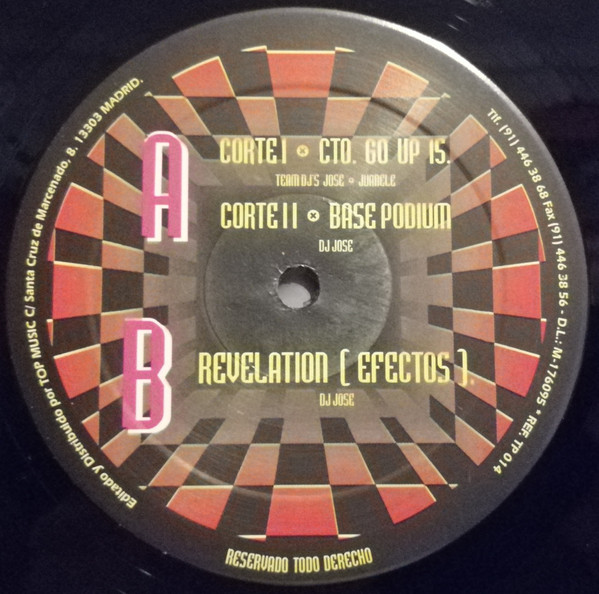 A
CORTE I CTO. GO UP 15.
TEAM DJ'S JOSE JUANELE
CORTE II BASE PODIUM
DJ JOSE
B
REVELATION ( EFECTOS ).
DJ JOSE
Editado y Distribuido por TOP MUSIC C/ Santa Cruz de Marcenado, 8. 13303 MADRID.
Tlf. (91) 446 38 68 Fax (91) 446 38 56 - D.L.: M-176095 * REF. TP 014
RESERVADO TODO DERECHO